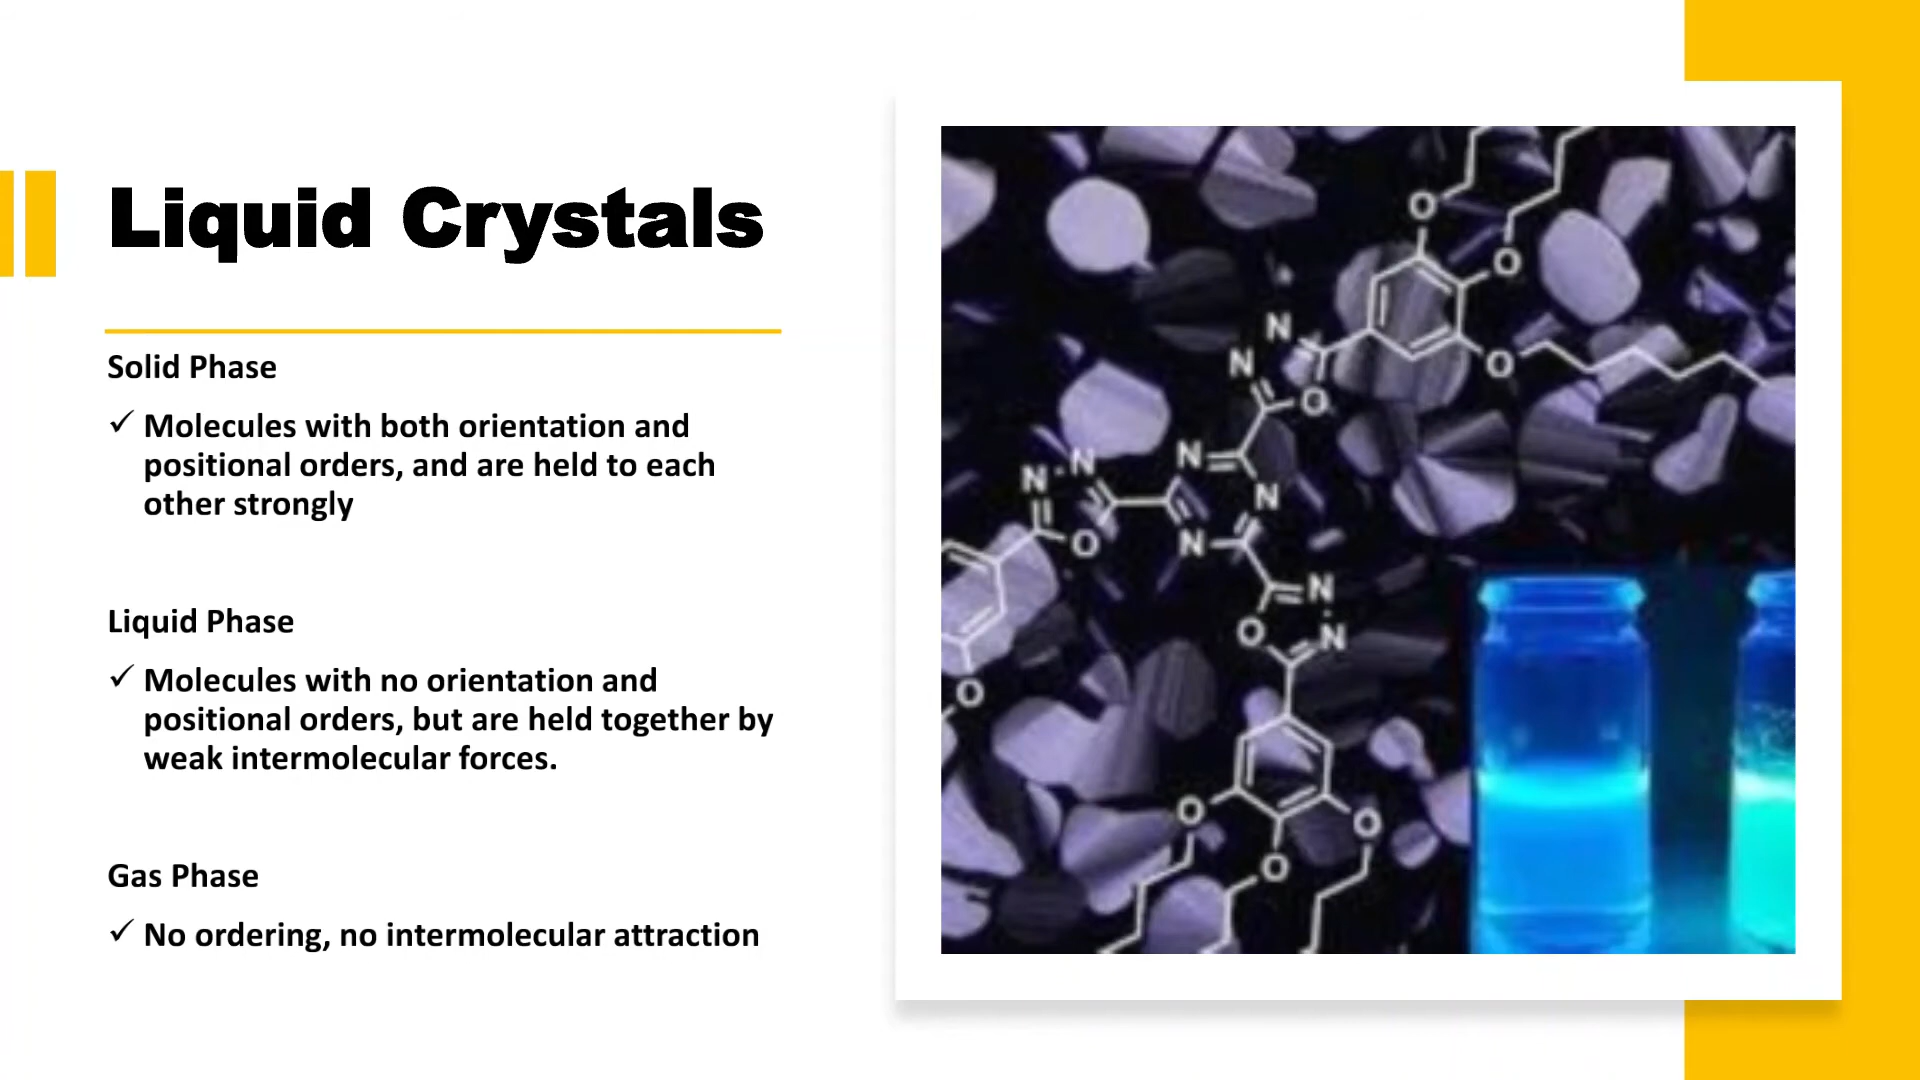 Liquid Crystals
Solid Phase
✓ Molecules with both orientation and
positional orders, and are held to each
other strongly
Liquid Phase
✓ Molecules with no orientation and
positional orders, but are held together by
weak intermolecular forces.
Gas Phase
✓ No ordering, no intermolecular attraction
O
O
N
N
O
O
N
N
N
N
O
N
N
O
N
N
O
O
O
O